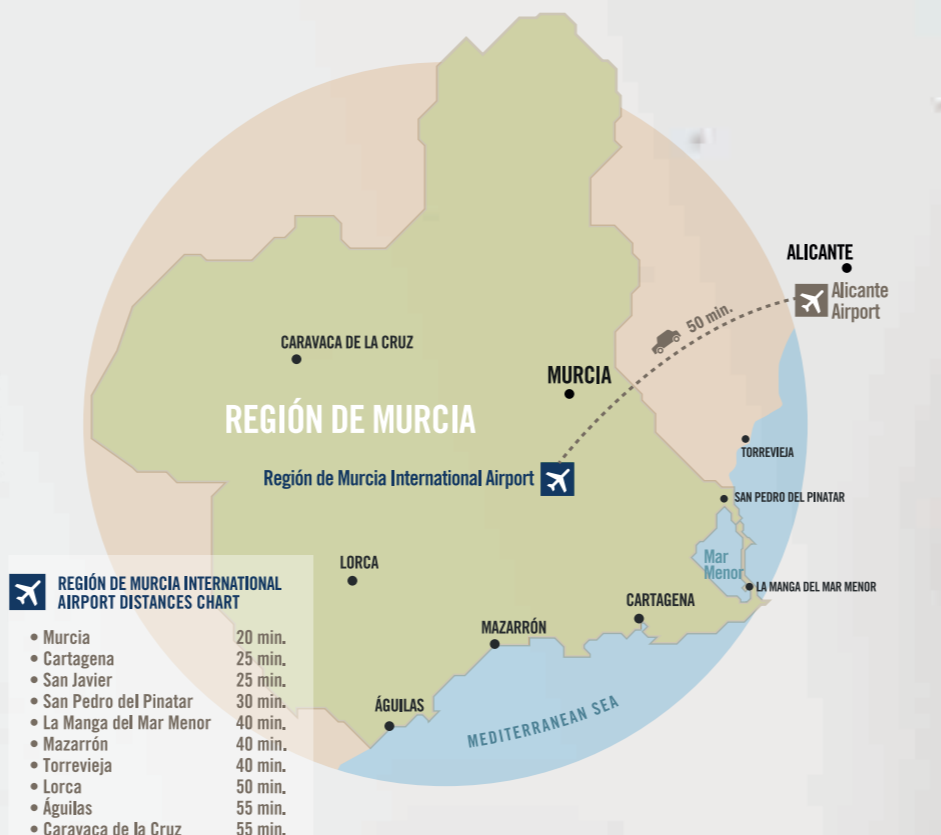 ALICANTE
Alicante
Airport
50 min.
CARAVACA DE LA CRUZ
MURCIA
REGIÓN DE MURCIA
TORREVIEJA
Región de Murcia International Airport
SAN PEDRO DEL PINATAR
Mar
Menor
LORCA
LA MANGA DEL MAR MENOR
CARTAGENA
MAZARRÓN
ÁGUILAS
MEDITERRANEAN SEA
REGIÓN DE MURCIA INTERNATIONAL
AIRPORT DISTANCES CHART
• Murcia 20 min.
• Cartagena 25 min.
• San Javier 25 min.
• San Pedro del Pinatar 30 min.
• La Manga del Mar Menor 40 min.
• Mazarrón 40 min.
• Torrevieja 40 min.
• Lorca 50 min.
• Águilas 55 min.
• Caravaca de la Cruz 55 min.